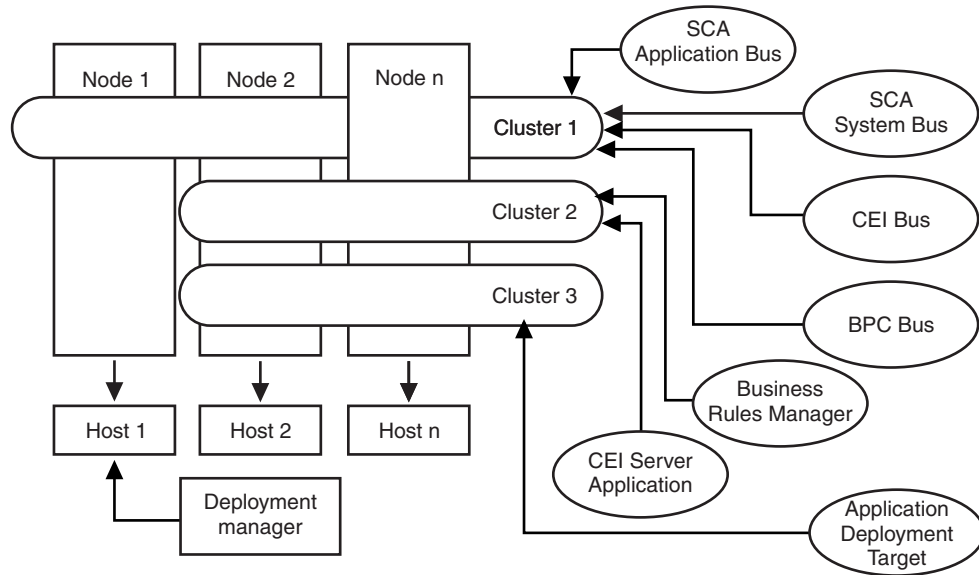 SCA
Application Bus
Node 1
Node 2
Node n
SCA
System Bus
Cluster 1
Cluster 2
CEI Bus
Cluster 3
BPC Bus
Business
Rules Manager
Host 1
Host 2
Host n
CEI Server
Application
Deployment
manager
Application
Deployment
Target